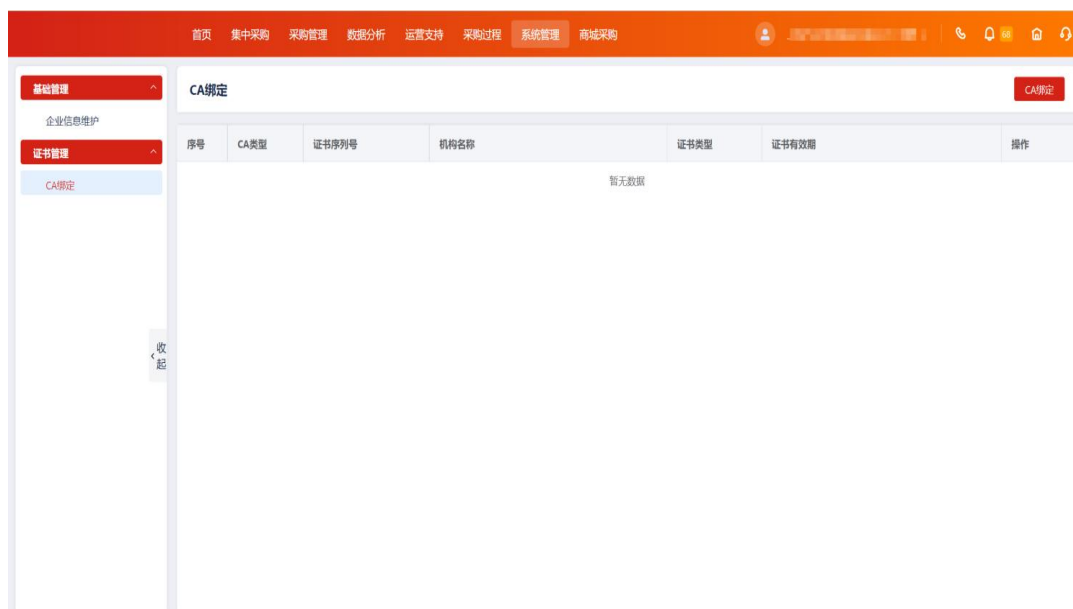 首页 集中采购 采购管理 数据分析 运营支持 采购过程 系统管理 商城采购 68
基础管理
企业信息维护
证书管理
CA绑定
收起
CA绑定 CA绑定
序号 CA类型 证书序列号 机构名称 证书类型 证书有效期 操作
暂无数据